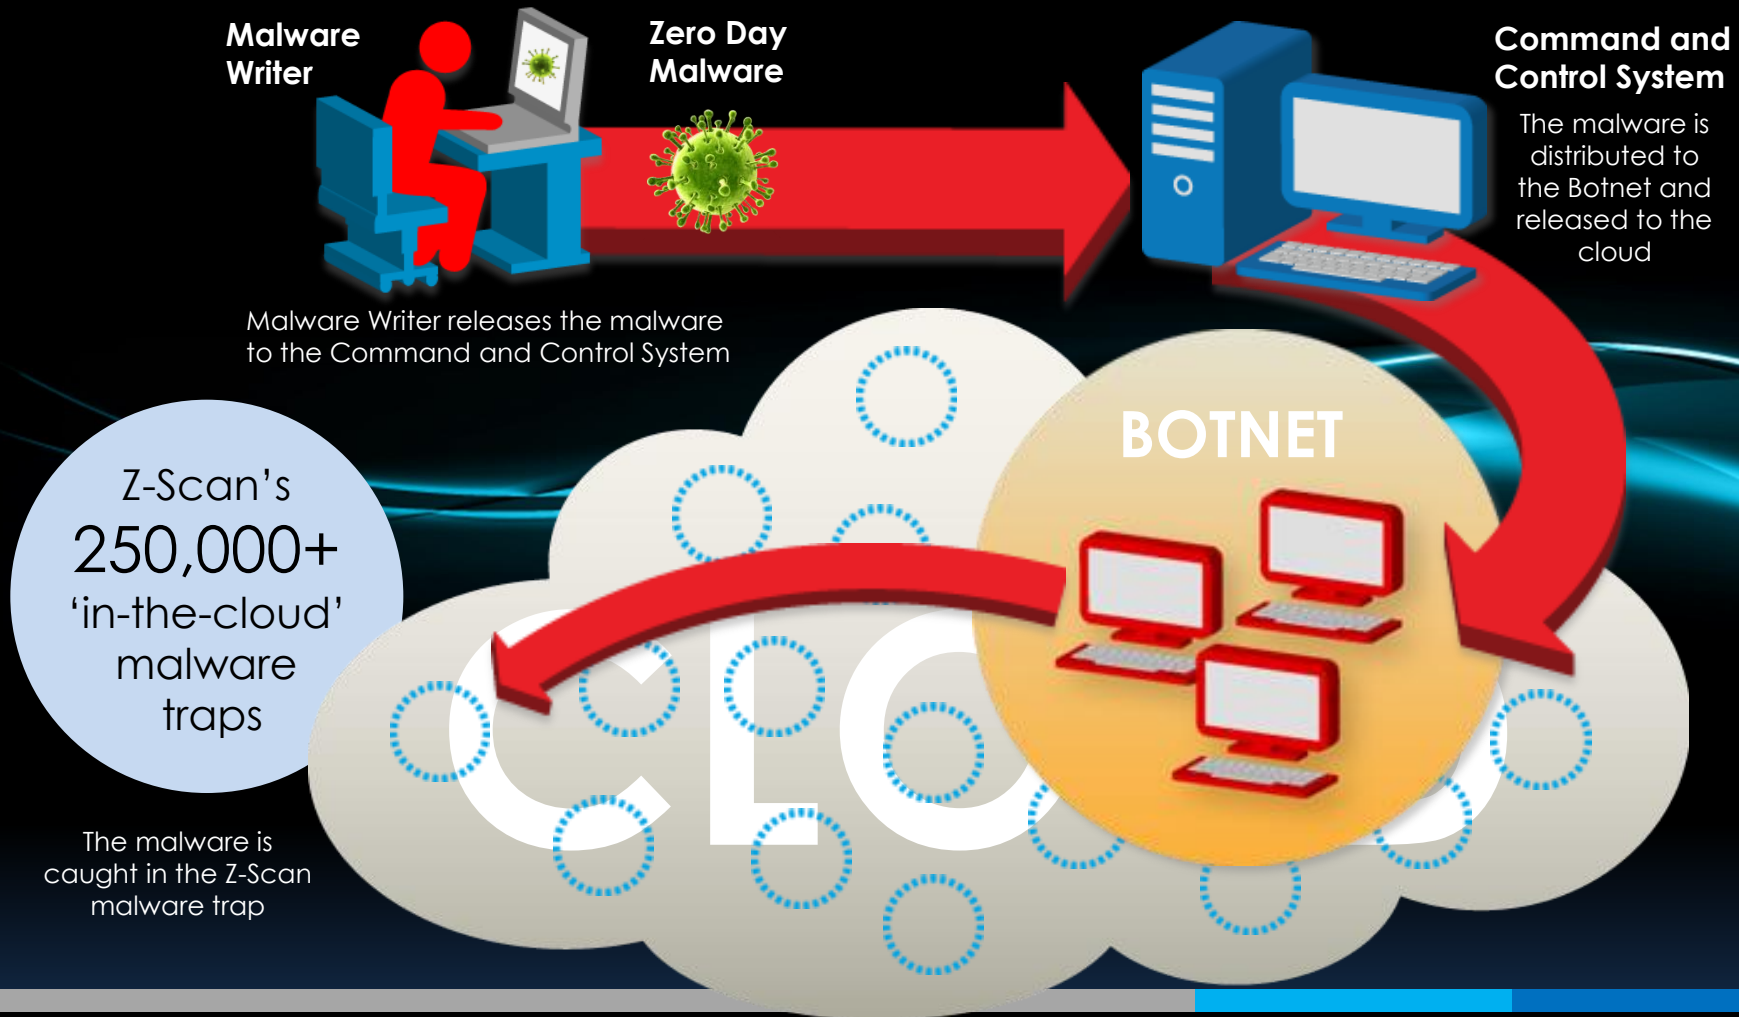 Malware
Writer
Zero Day
Malware
Command and
Control System
The malware is
distributed to
the Botnet and
released to the
cloud
Malware Writer releases the malware
to the Command and Control System
BOTNET
Z-Scan’s
250,000+
‘in-the-cloud’
malware
traps
CLOUD
The malware is
caught in the Z-Scan
malware trap